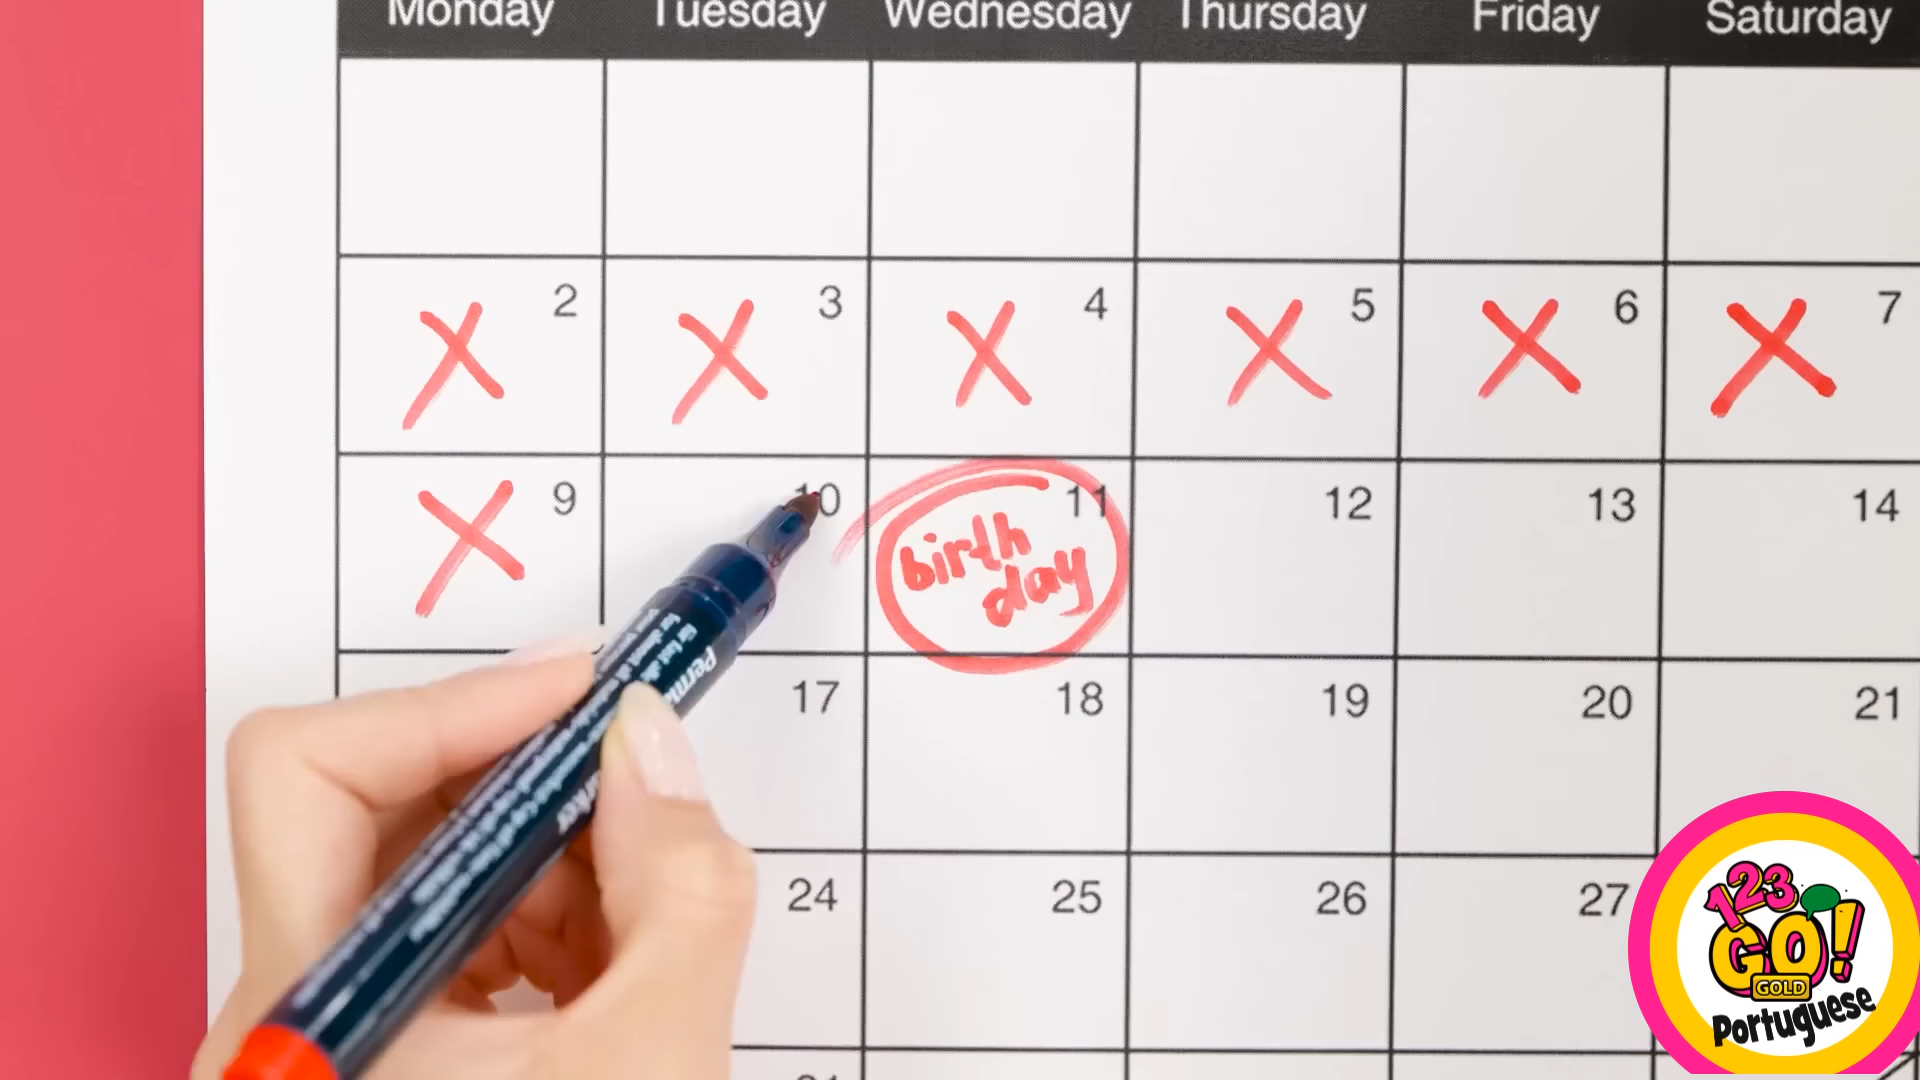 Monday Tuesday Wednesday Thursday Friday Saturday
2 3 4 5 6 7
9 10 11 12 13 14
birth
day
17 18 19 20 21
24 25 26 27
123
GO!
GOLD
Portuguese